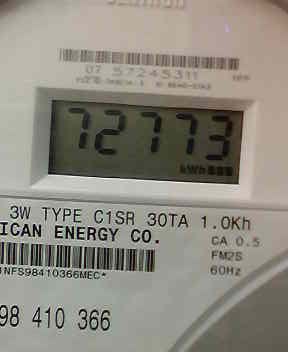 07 57245311
72773
kWh
3W TYPE C1SR 30TA 1.0Kh
ICAN ENERGY CO.
CA 0.5
FM2S
60Hz
NFS98410366MEC*
98 410 366